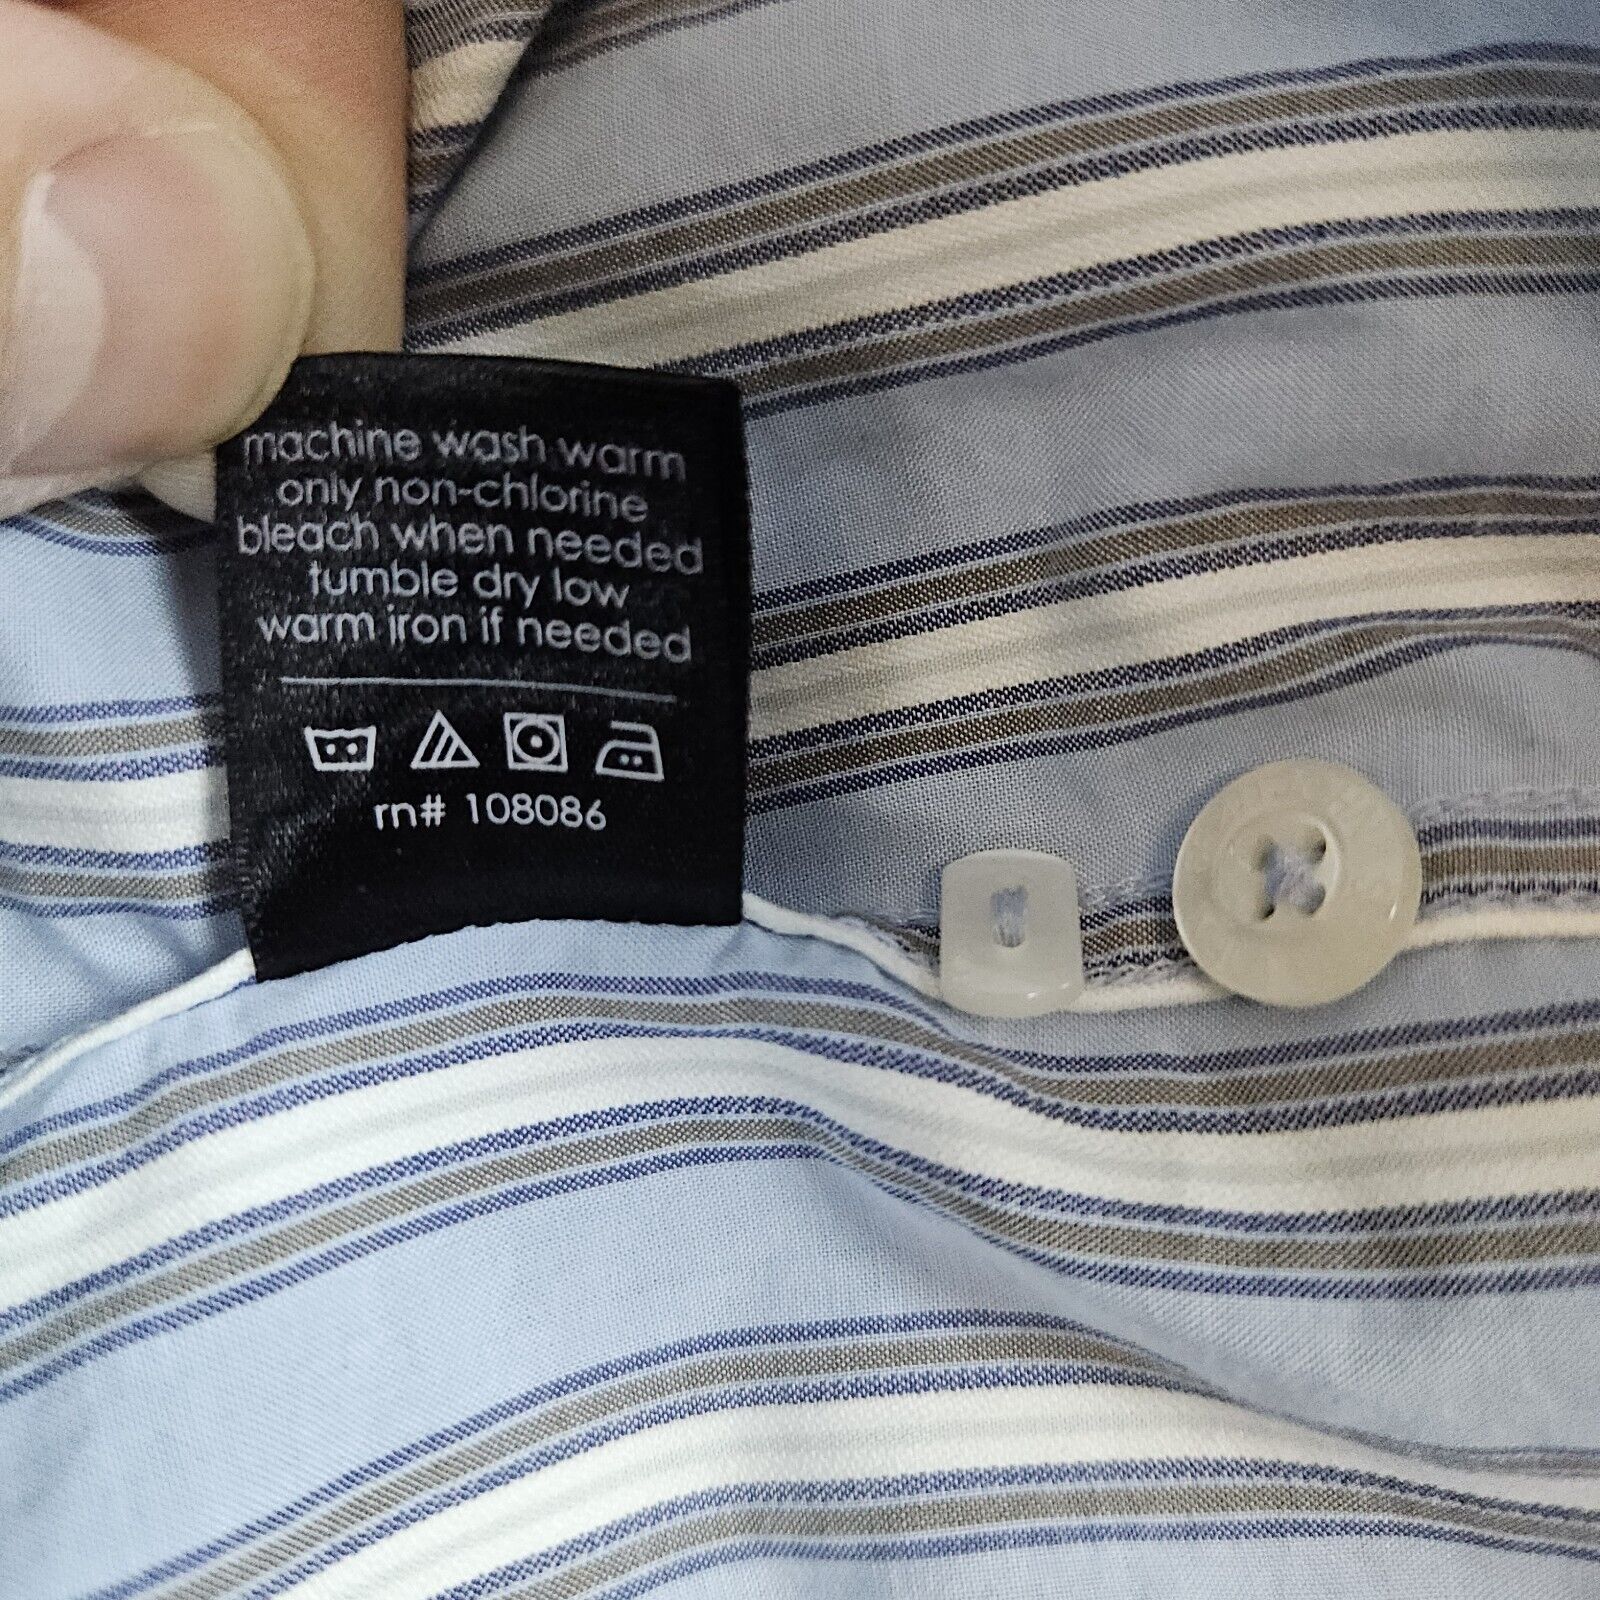 machine wash warm
only non-chlorine
bleach when needed
tumble dry low
warm iron if needed
rn# 108086